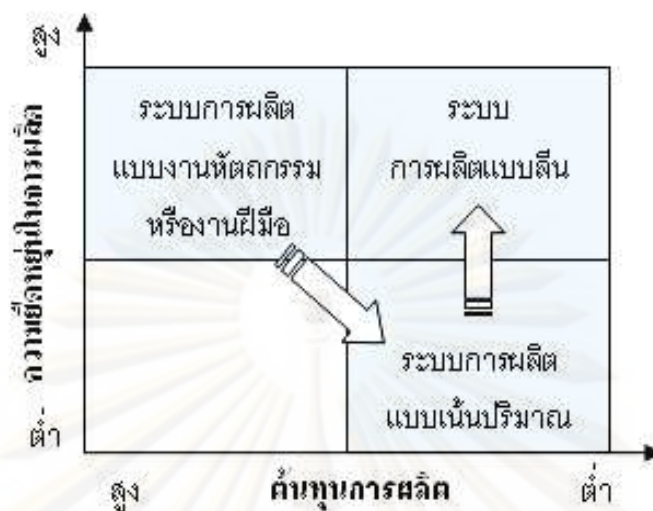 สูง
ระบบการผลิต
แบบงานหัตถกรรม
หรืองานฝีมือ
ระบบ
การผลิตแบบลีน
ความยืดหยุ่นในการผลิต
ระบบการผลิต
แบบเน้นปริมาณ
ต่ำ
สูง
ต้นทุนการผลิต
ต่ำ